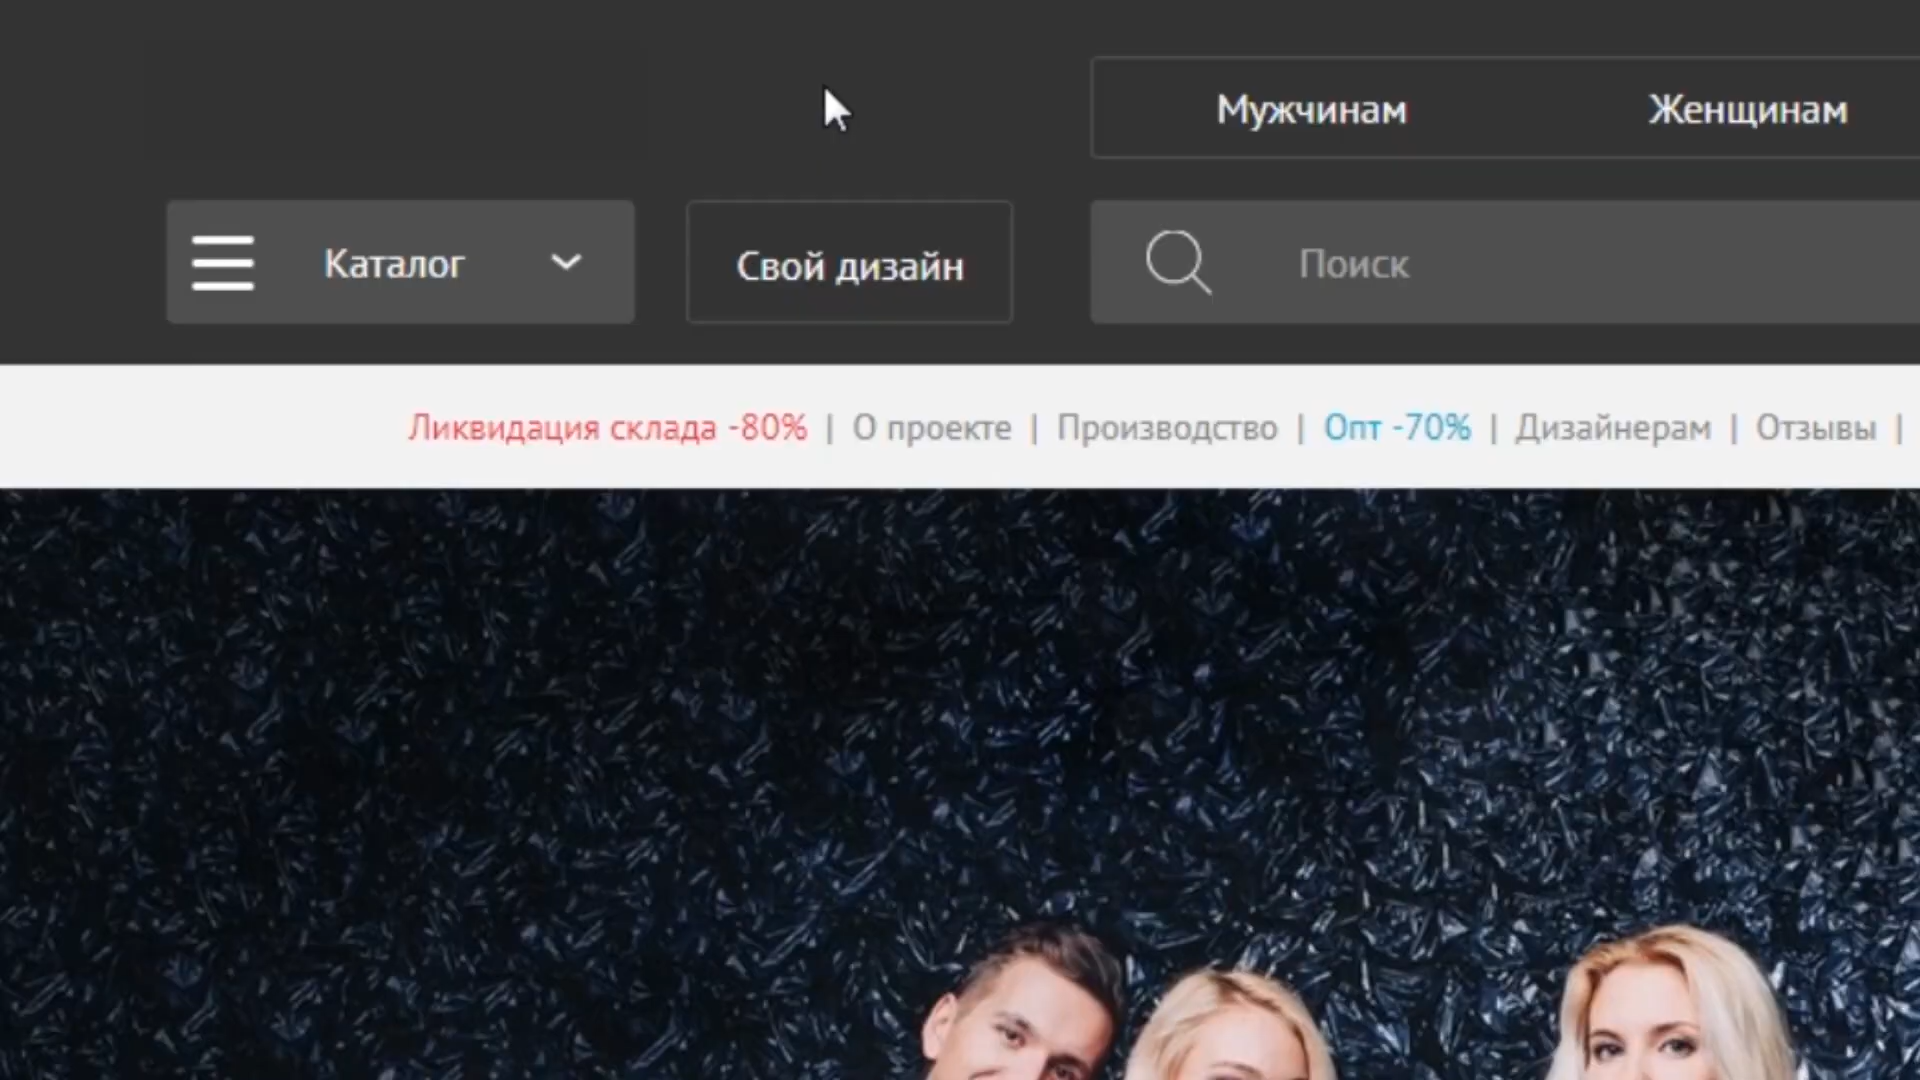 Мужчинам Женщинам
Каталог Свой дизайн Поиск
Ликвидация склада -80% | О проекте | Производство | Опт -70% | Дизайнерам | Отзывы |